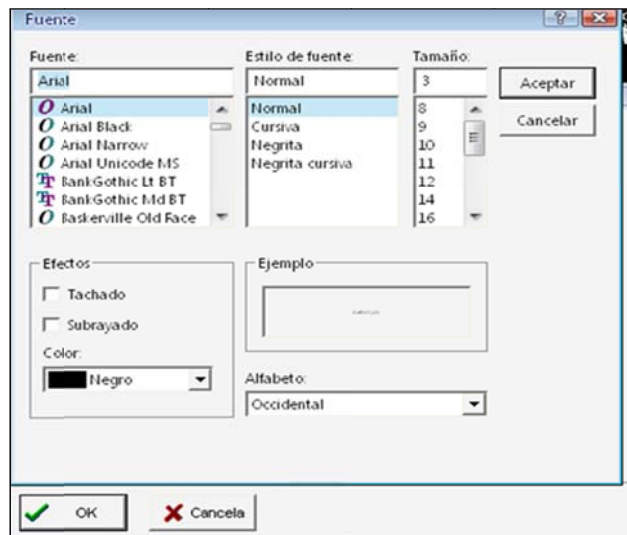 Fuente
Fuente:
Arial
Arial
Arial Black
Arial Narrow
Arial Unicode MS
BankGothic Lt BT
BankGothic Md BT
Baskerville Old Face
Estilo de fuente:
Normal
Normal
Cursiva
Negrita
Negrita cursiva
Tamaño:
3
8
9
10
11
12
14
16
Aceptar
Cancelar
Efectos
Tachado
Subrayado
Color:
Negro
Ejemplo
Alfabeto:
Occidental
OK
Cancela